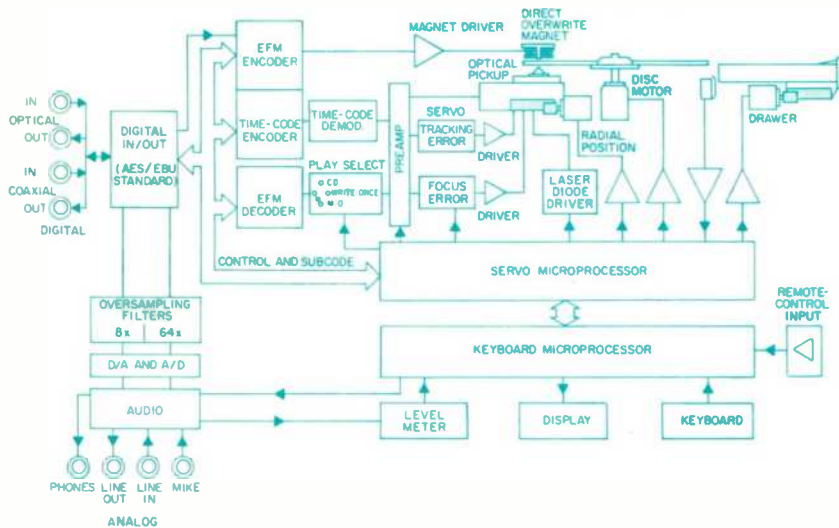 MAGNET DRIVER
DIRECT
OVERWRITE
MAGNET
EFM
ENCODER
OPTICAL
PICKUP
DISC
MOTOR
DRAWER
IN
OPTICAL
OUT
IN
COAXIAL
OUT
DIGITAL
DIGITAL
IN/OUT
(AES/EBU
STANDARD)
TIME-CODE
ENCODER
TIME-CODE
DEMOD.
PREAMP
SERVO
TRACKING
ERROR
DRIVER
RADIAL
POSITION
EFM
DECODER
PLAY SELECT
CD
WRITE ONCE
M-O
FOCUS
ERROR
DRIVER
LASER
DIODE
DRIVER
CONTROL AND SUBCODE
SERVO MICROPROCESSOR
OVERSAMPLING
FILTERS
8x 64x
D/A AND A/D
AUDIO
KEYBOARD MICROPROCESSOR
REMOTE-
CONTROL
INPUT
LEVEL
METER
DISPLAY
KEYBOARD
PHONES
LINE
OUT
LINE
IN
MIKE
ANALOG